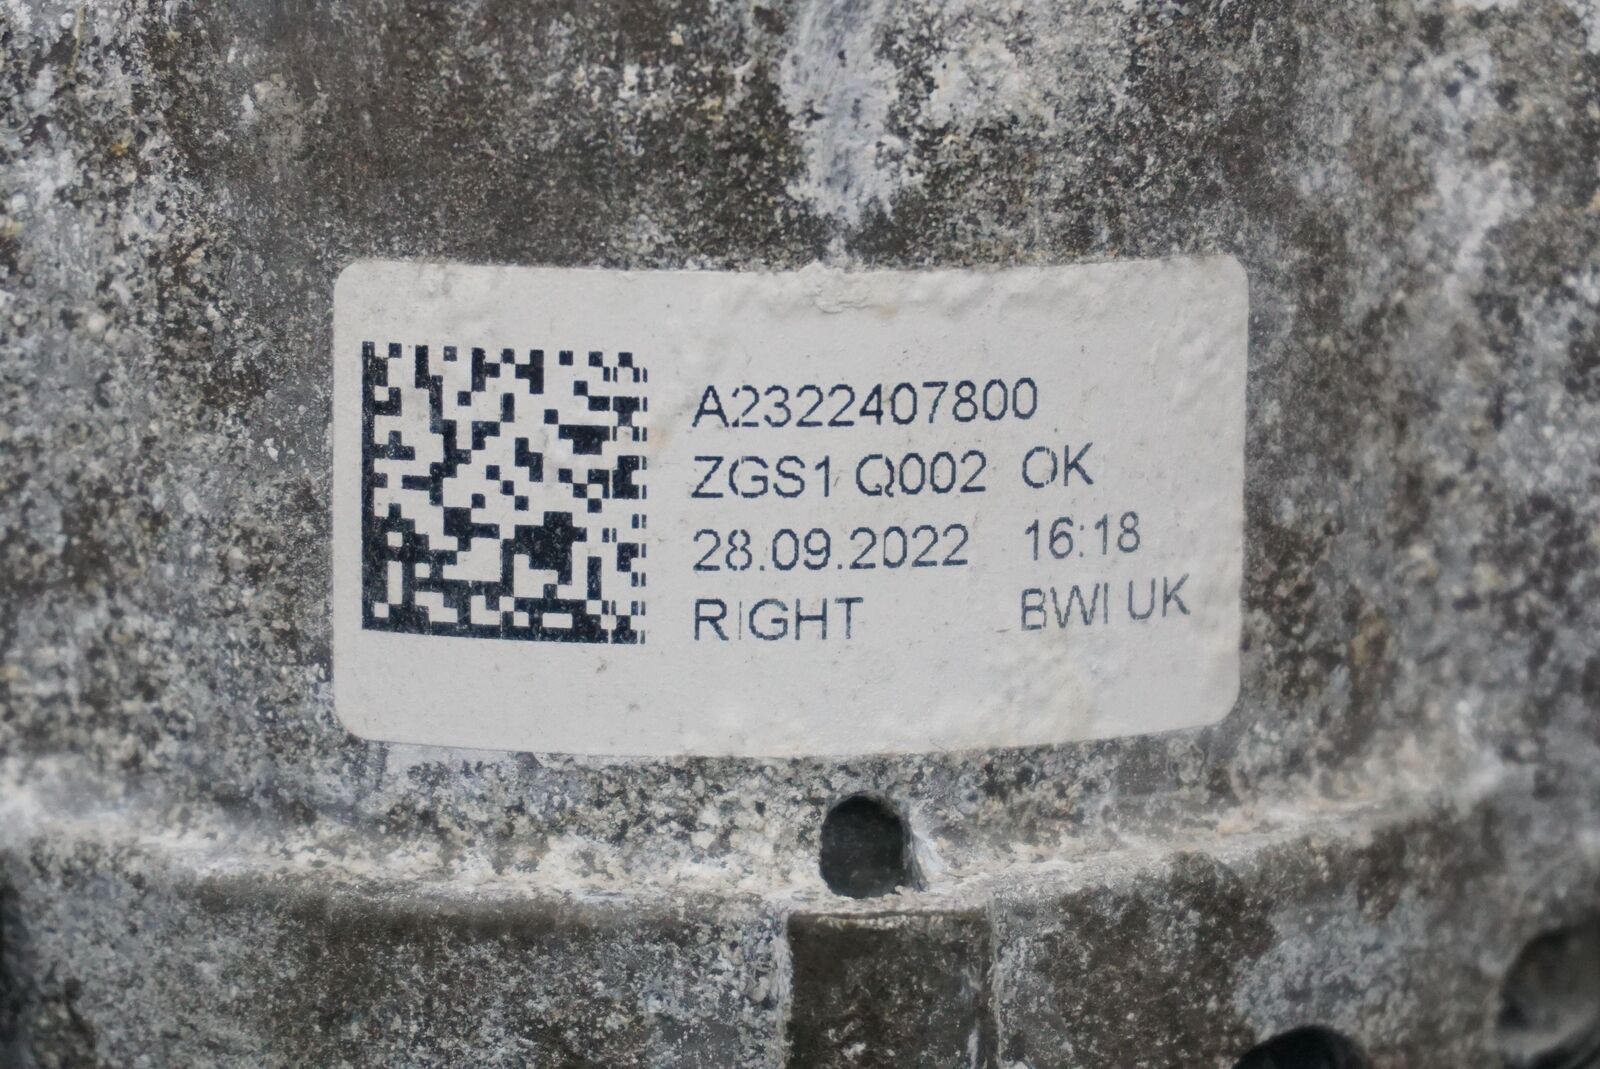 A2322407800
ZGS1 Q002 OK
28.09.2022 16:18
RIGHT BWI UK